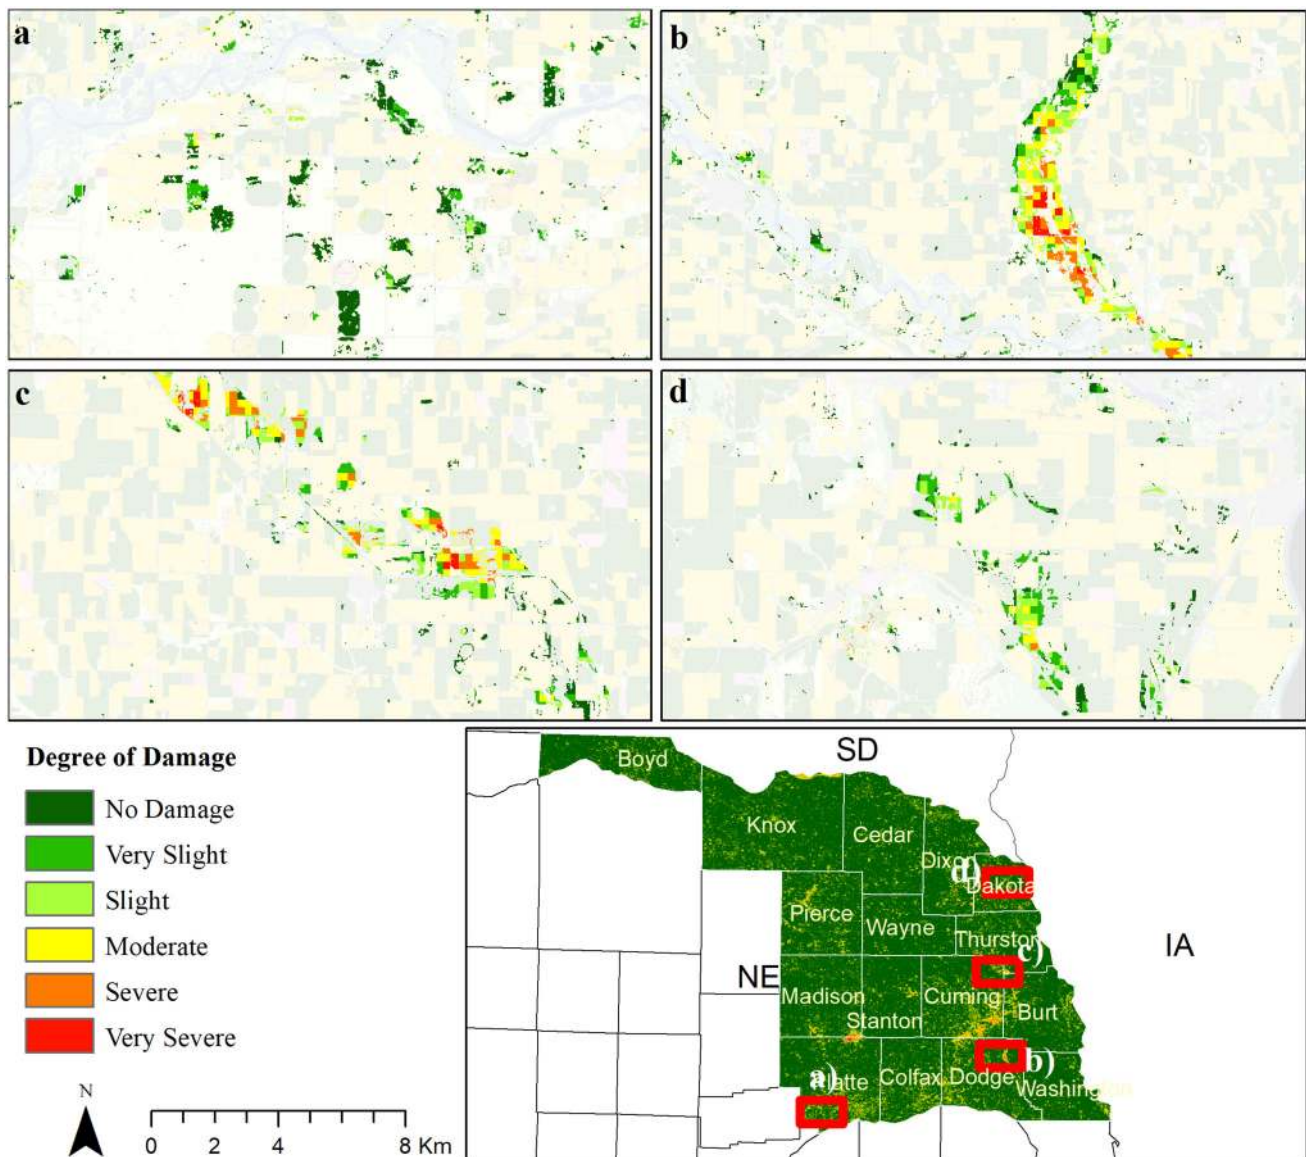 a
b
c
d
Degree of Damage
No Damage
Very Slight
Slight
Moderate
Severe
Very Severe
N
0 2 4 8 Km
SD
NE
IA
Boyd
Knox
Cedar
Dixo
d)
Dakota
Pierce
Wayne
Thurston
c)
Madison
Stanton
Cuming
Burt
a)
Platte
Colfax
Dodge
b)
Washington